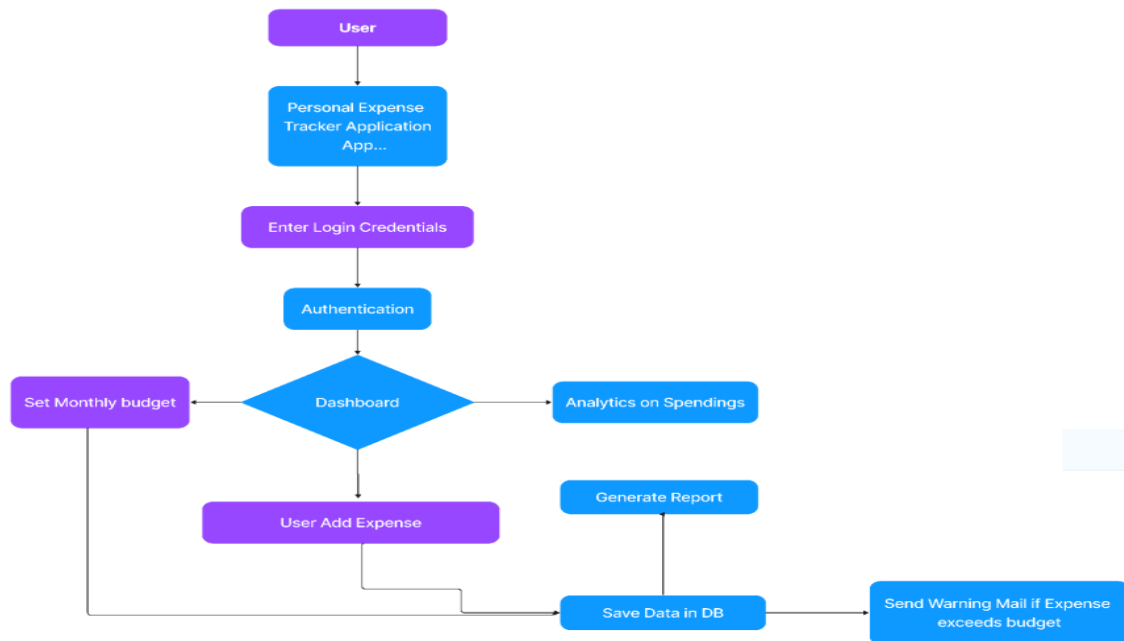 User
Personal Expense
Tracker Application
App...
Enter Login Credentials
Authentication
Set Monthly budget
Dashboard
Analytics on Spendings
Generate Report
User Add Expense
Save Data in DB
Send Warning Mail if Expense
exceeds budget